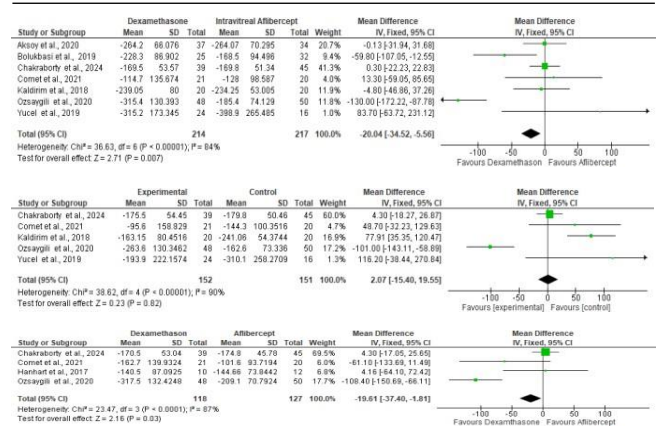 Dexamethasone Intravitreal Aflibercept Mean Difference Mean Difference
Study or Subgroup Mean SD Total Mean SD Total Weight IV, Fixed, 95% CI IV, Fixed, 95% CI
Aksoy et al., 2020 -264.2 66.076 37 -264.07 70.295 34 20.7% -0.13 [-31.94, 31.68]
Bolukbasi et al., 2019 -228.3 86.902 25 -168.5 94.496 32 9.4% -59.80 [-107.05, -12.55]
Chakraborty et al., 2024 -169.5 53.57 39 -169.8 51.34 45 41.3% 0.30 [-22.23, 22.83]
Comet et al., 2021 -114.7 135.674 21 -128 98.587 20 13.30 [-59.05, 85.65]
Kaldirim et al., 2018 -239.05 80 20 -234.25 53.005 20 -4.80 [-46.86, 37.26]
Ozsaygili et al., 2020 -315.4 130.393 48 -185.4 74.129 50 -130.00 [-172.22, -87.78]
Yucel et al., 2019 -315.2 173.345 24 -398.9 265.485 16 83.70 [-63.72, 231.12]
Total (95% CI) 214 217 100.0% -20.04 [-34.52, -5.56]
Heterogeneity: Chi² = 36.63, df = 6 (P < 0.00001); I² = 84%
Test for overall effect: Z = 2.71 (P = 0.007)
-100 -50 0 50 100
Favours Dexamethason Favours Aflibercept
Experimental Control Mean Difference Mean Difference
Study or Subgroup Mean SD Total Mean SD Total Weight IV, Fixed, 95% CI IV, Fixed, 95% CI
Chakraborty et al., 2024 -175.5 54.45 39 -179.8 50.46 45 60.0% 4.30 [-18.27, 26.87]
Comet et al., 2021 -95.6 158.829 21 -144.3 100.3516 20 48.70 [-32.23, 129.63]
Kaldirim et al., 2018 -163.15 80.4516 20 -241.06 54.3744 20 77.91 [35.35, 120.47]
Ozsaygili et al., 2020 -263.6 130.3462 48 -162.6 73.336 50 -101.00 [-143.11, -58.89]
Yucel et al., 2019 -193.9 222.1574 24 -310.1 258.2709 16 116.20 [-38.44, 270.84]
Total (95% CI) 152 151 100.0% 2.07 [-15.40, 19.55]
Heterogeneity: Chi² = 38.62, df = 4 (P < 0.00001); I² = 90%
Test for overall effect: Z = 0.23 (P = 0.82)
-100 -50 0 50 100
Favours [experimental] Favours [control]
Dexamethason Aflibercept Mean Difference Mean Difference
Study or Subgroup Mean SD Total Mean SD Total Weight IV, Fixed, 95% CI IV, Fixed, 95% CI
Chakraborty et al., 2024 -170.5 53.04 39 -174.8 45.78 45 69.5% 4.30 [-17.05, 25.65]
Comet et al., 2021 -162.7 139.9324 21 -101.6 93.7194 20 6.0% -61.10 [-133.69, 11.49]
Hanhart et al., 2017 -140.5 87.0925 10 -144.66 73.8442 12 4.16 [-64.10, 72.42]
Ozsaygili et al., 2020 -317.5 132.4248 48 -209.1 70.7924 50 17.7% -108.40 [-150.69, -66.11]
Total (95% CI) 118 127 100.0% -19.61 [-37.40, -1.81]
Heterogeneity: Chi² = 23.47, df = 3 (P < 0.0001); I² = 87%
Test for overall effect: Z = 2.16 (P = 0.03)
-100 -50 0 50 100
Favours Dexamethason Favours Aflibercept